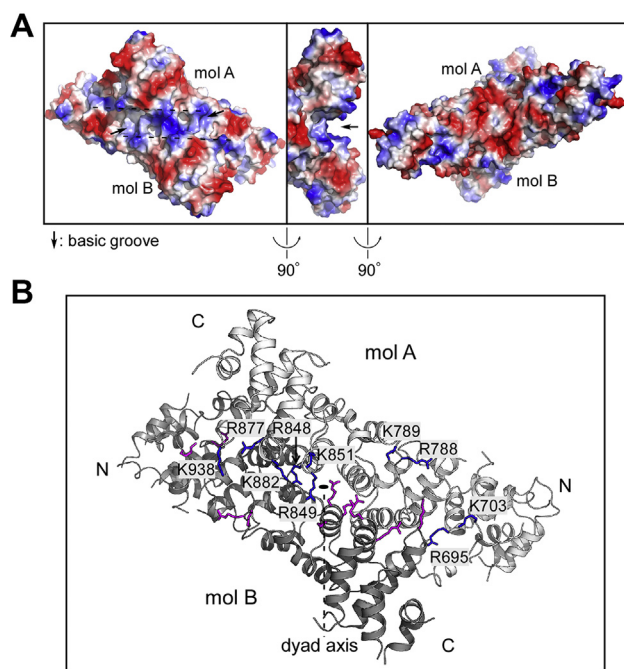 A
mol A
mol A
mol B
mol B
: basic groove
90°
90°
B
C
mol A
R877 R848
K851
K789
R788
N
K938
K882
R849
K703
N
R695
mol B
C
dyad axis